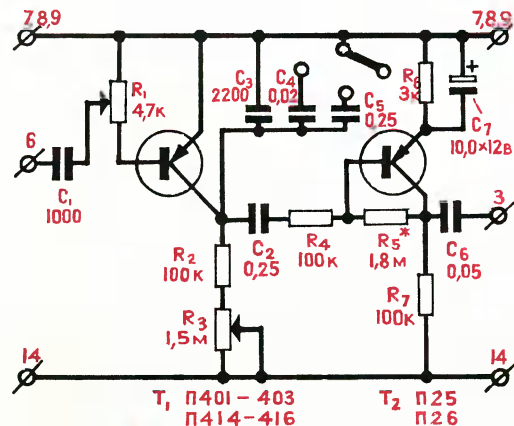 7,8,9
7,8,9
R1
4,7к
C3
2200
C4
0,02
C5
0,25
R6
3к
+
C7
10,0×12в
6
C1
1000
3
R2
100к
C2
0,25
R4
100к
R5*
1,8м
C6
0,05
R3
1,5м
R7
100к
14
14
T1 П401-403
П414-416
T2 П25
П26